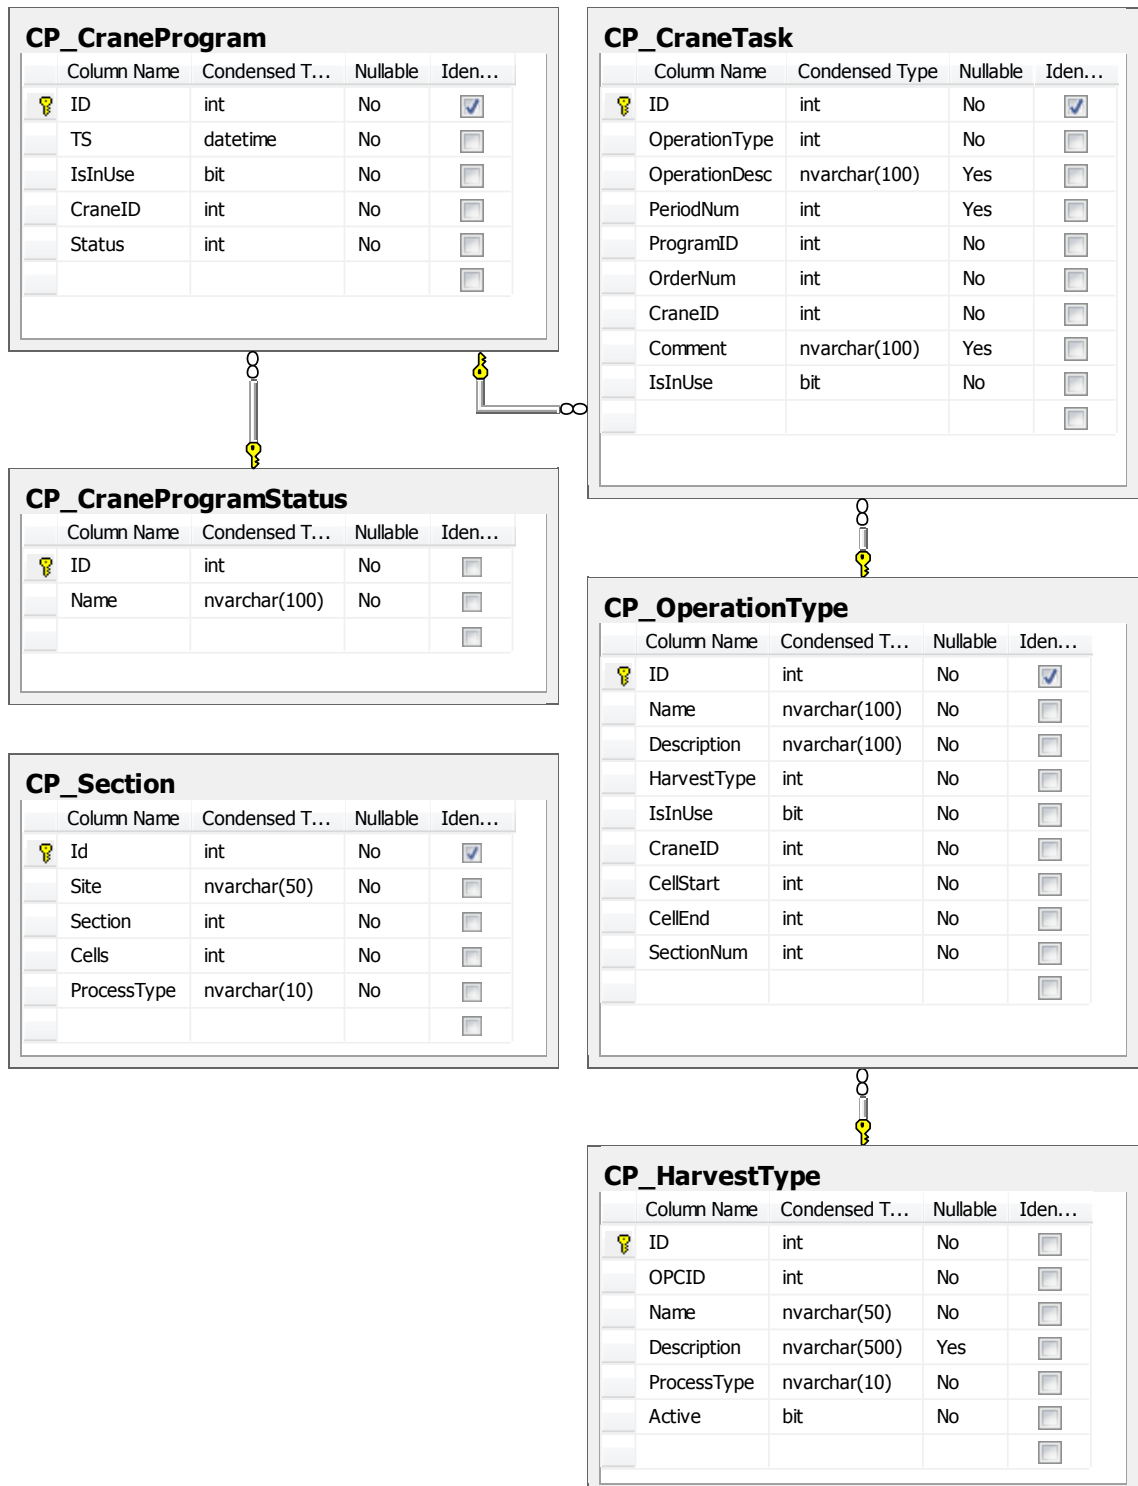 CP_CraneProgram
Column Name Condensed T... Nullable Iden...
ID int No
TS datetime No
IsInUse bit No
CraneID int No
Status int No
CP_CraneTask
Column Name Condensed Type Nullable Iden...
ID int No
OperationType int No
OperationDesc nvarchar(100) Yes
PeriodNum int Yes
ProgramID int No
OrderNum int No
CraneID int No
Comment nvarchar(100) Yes
IsInUse bit No
CP_CraneProgramStatus
Column Name Condensed T... Nullable Iden...
ID int No
Name nvarchar(100) No
CP_OperationType
Column Name Condensed T... Nullable Iden...
ID int No
Name nvarchar(100) No
Description nvarchar(100) No
HarvestType int No
IsInUse bit No
CraneID int No
CellStart int No
CellEnd int No
SectionNum int No
CP_Section
Column Name Condensed T... Nullable Iden...
Id int No
Site nvarchar(50) No
Section int No
Cells int No
ProcessType nvarchar(10) No
CP_HarvestType
Column Name Condensed T... Nullable Iden...
ID int No
OPCID int No
Name nvarchar(50) No
Description nvarchar(500) Yes
ProcessType nvarchar(10) No
Active bit No